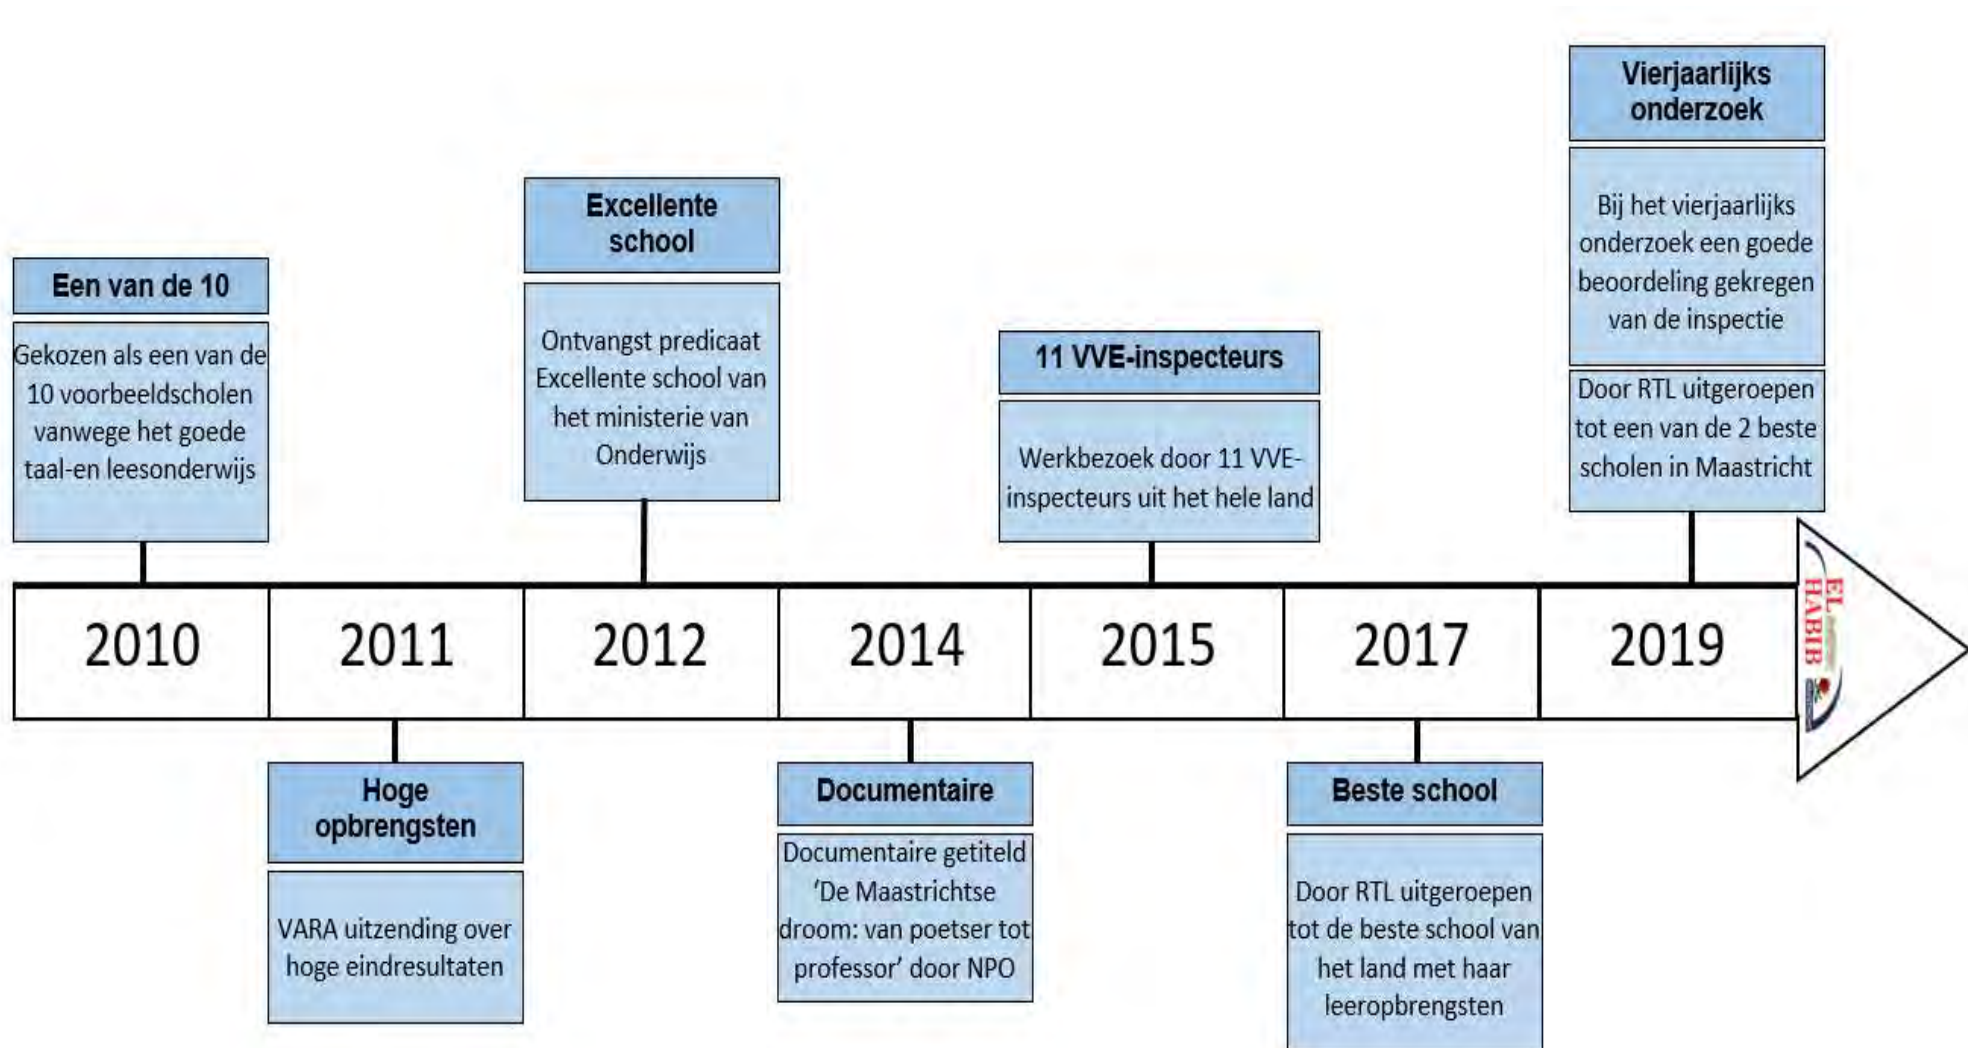 Een van de 10
Gekozen als een van de
10 voorbeeldscholen
vanwege het goede
taal-en leesonderwijs
Excellente
school
Ontvangst predicaat
Excellente school van
het ministerie van
Onderwijs
11 VVE-inspecteurs
Werkbezoek door 11 VVE-
inspecteurs uit het hele land
Vierjaarlijks
onderzoek
Bij het vierjaarlijks
onderzoek een goede
beoordeling gekregen
van de inspectie
Door RTL uitgeroepen
tot een van de 2 beste
scholen in Maastricht
2010
2011
2012
2014
2015
2017
2019
EL
HABIB
Hoge
opbrengsten
VARA uitzending over
hoge eindresultaten
Documentaire
Documentaire getiteld
'De Maastrichtse
droom: van poetser tot
professor' door NPO
Beste school
Door RTL uitgeroepen
tot de beste school van
het land met haar
leeropbrengsten